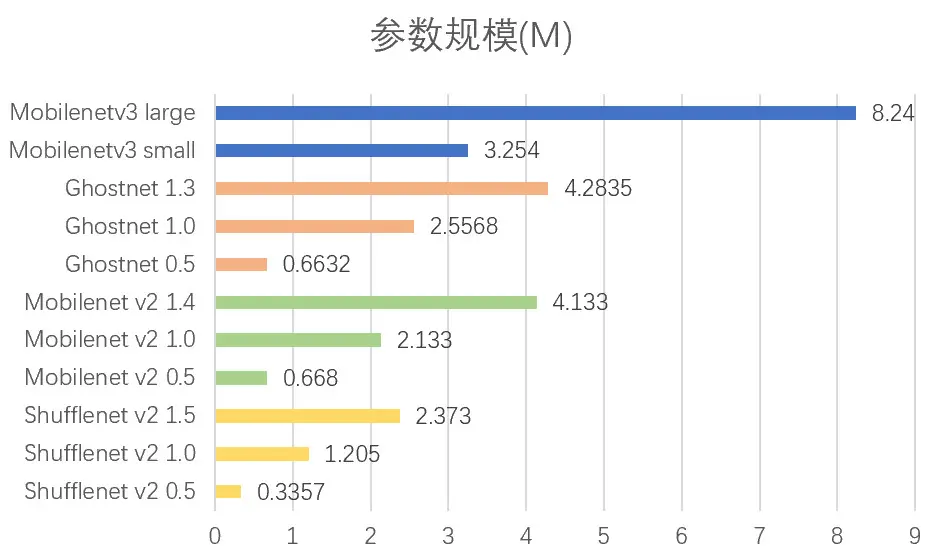 参数规模(M)
Mobilenetv3 large 8.24
Mobilenetv3 small 3.254
Ghostnet 1.3 4.2835
Ghostnet 1.0 2.5568
Ghostnet 0.5 0.6632
Mobilenet v2 1.4 4.133
Mobilenet v2 1.0 2.133
Mobilenet v2 0.5 0.668
Shufflenet v2 1.5 2.373
Shufflenet v2 1.0 1.205
Shufflenet v2 0.5 0.3357
0 1 2 3 4 5 6 7 8 9